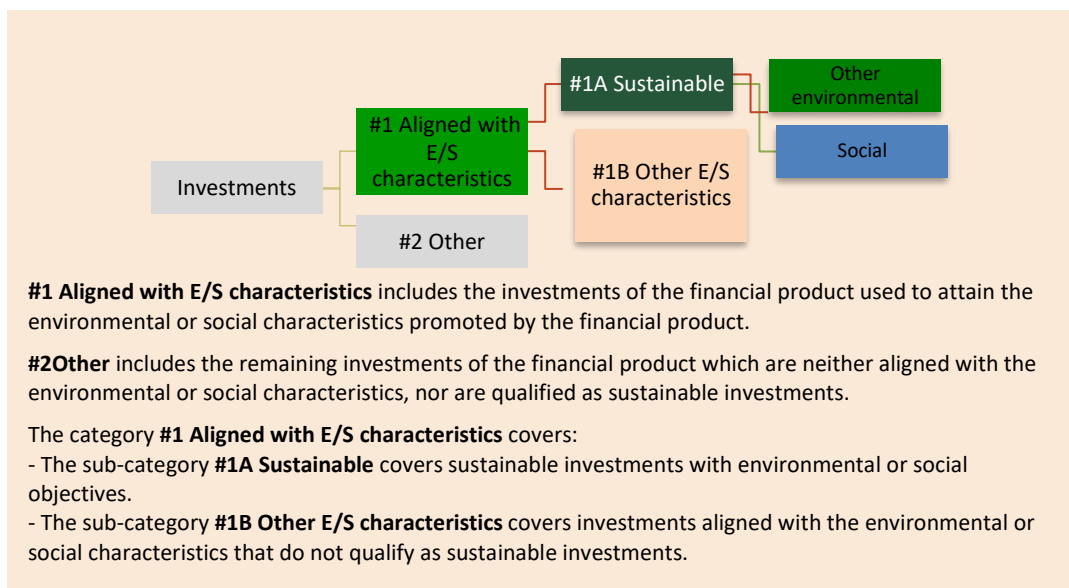 #1A Sustainable
Other
environmental
#1 Aligned with
E/S
characteristics
Social
#1B Other E/S
characteristics
Investments
#2 Other
#1 Aligned with E/S characteristics includes the investments of the financial product used to attain the
environmental or social characteristics promoted by the financial product.
#2Other includes the remaining investments of the financial product which are neither aligned with the
environmental or social characteristics, nor are qualified as sustainable investments.
The category #1 Aligned with E/S characteristics covers:
- The sub-category #1A Sustainable covers sustainable investments with environmental or social
objectives.
- The sub-category #1B Other E/S characteristics covers investments aligned with the environmental or
social characteristics that do not qualify as sustainable investments.